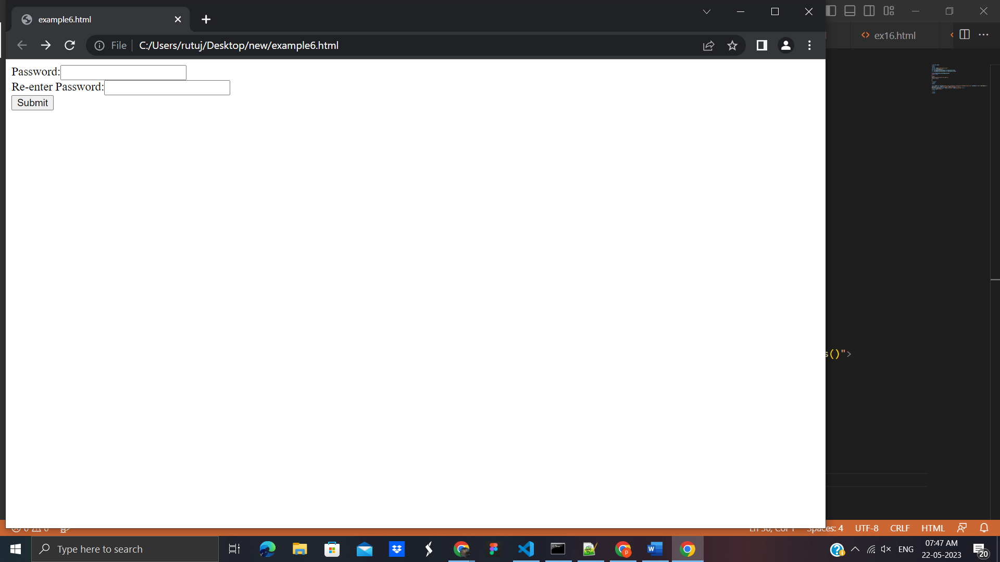 example6.html
File C:/Users/rutuj/Desktop/new/example6.html
ex16.html
Password:
Re-enter Password:
Submit
s()">
Spaces: 4 UTF-8 CRLF HTML
Type here to search
ENG
07:47 AM
22-05-2023
20